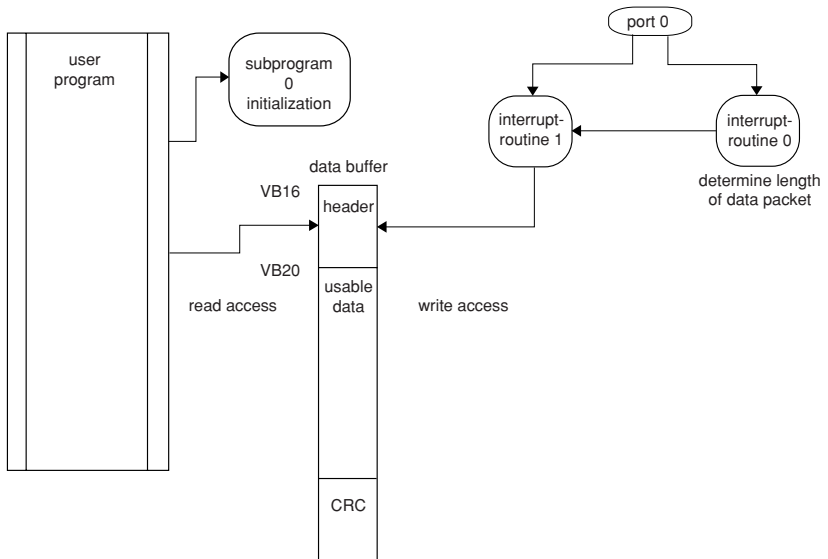 user
program
subprogram
0
initialization
port 0
interrupt-
routine 1
interrupt-
routine 0
determine length
of data packet
data buffer
VB16
header
VB20
usable
data
read access
write access
CRC